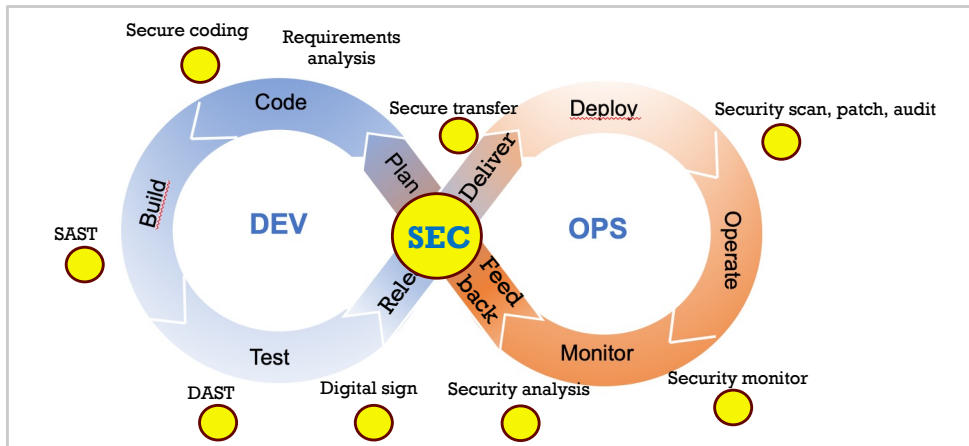 Secure coding
Requirements
analysis
Code
Secure transfer
Deploy
Security scan, patch, audit
Plan
Deliver
Build
DEV
SEC
OPS
Operate
SAST
Rele
Feed
back
Test
Monitor
DAST
Digital sign
Security analysis
Security monitor